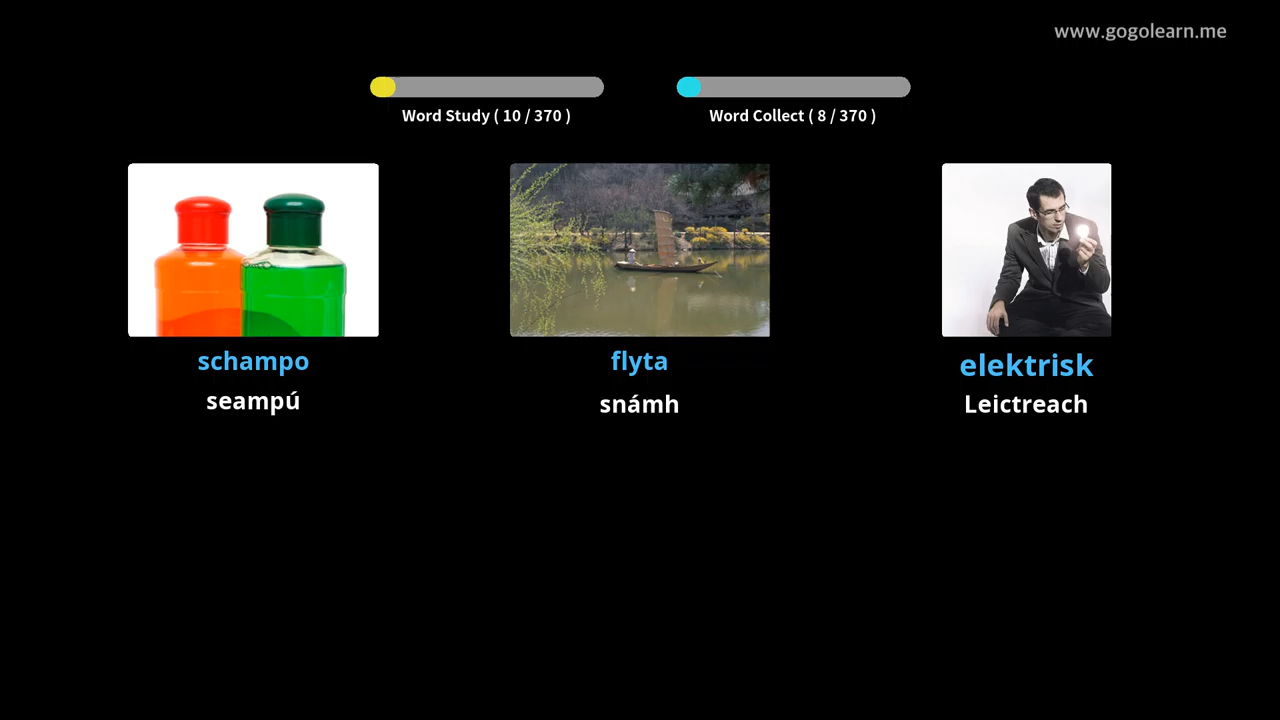 www.gogolearn.me
Word Study ( 10 / 370 )
Word Collect ( 8 / 370 )
schampo
flyta
elektrisk
seampú
snámh
Leictreach